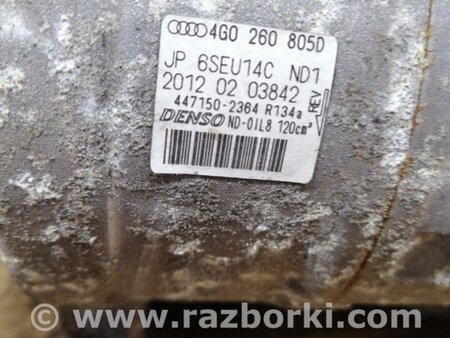 4G0 260 805D
JP 6SEU14C ND1
2012 02 03842
REV
447150-2364 R134a
DENSO ND-OIL8 120cm³
www.razborki.com